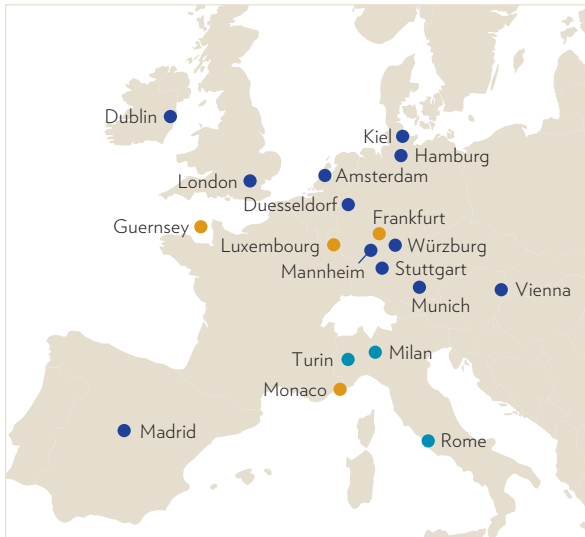 Dublin
Kiel
Hamburg
London
Amsterdam
Duesseldorf
Guernsey
Frankfurt
Luxembourg
Würzburg
Mannheim
Stuttgart
Munich
Vienna
Turin
Milan
Monaco
Madrid
Rome